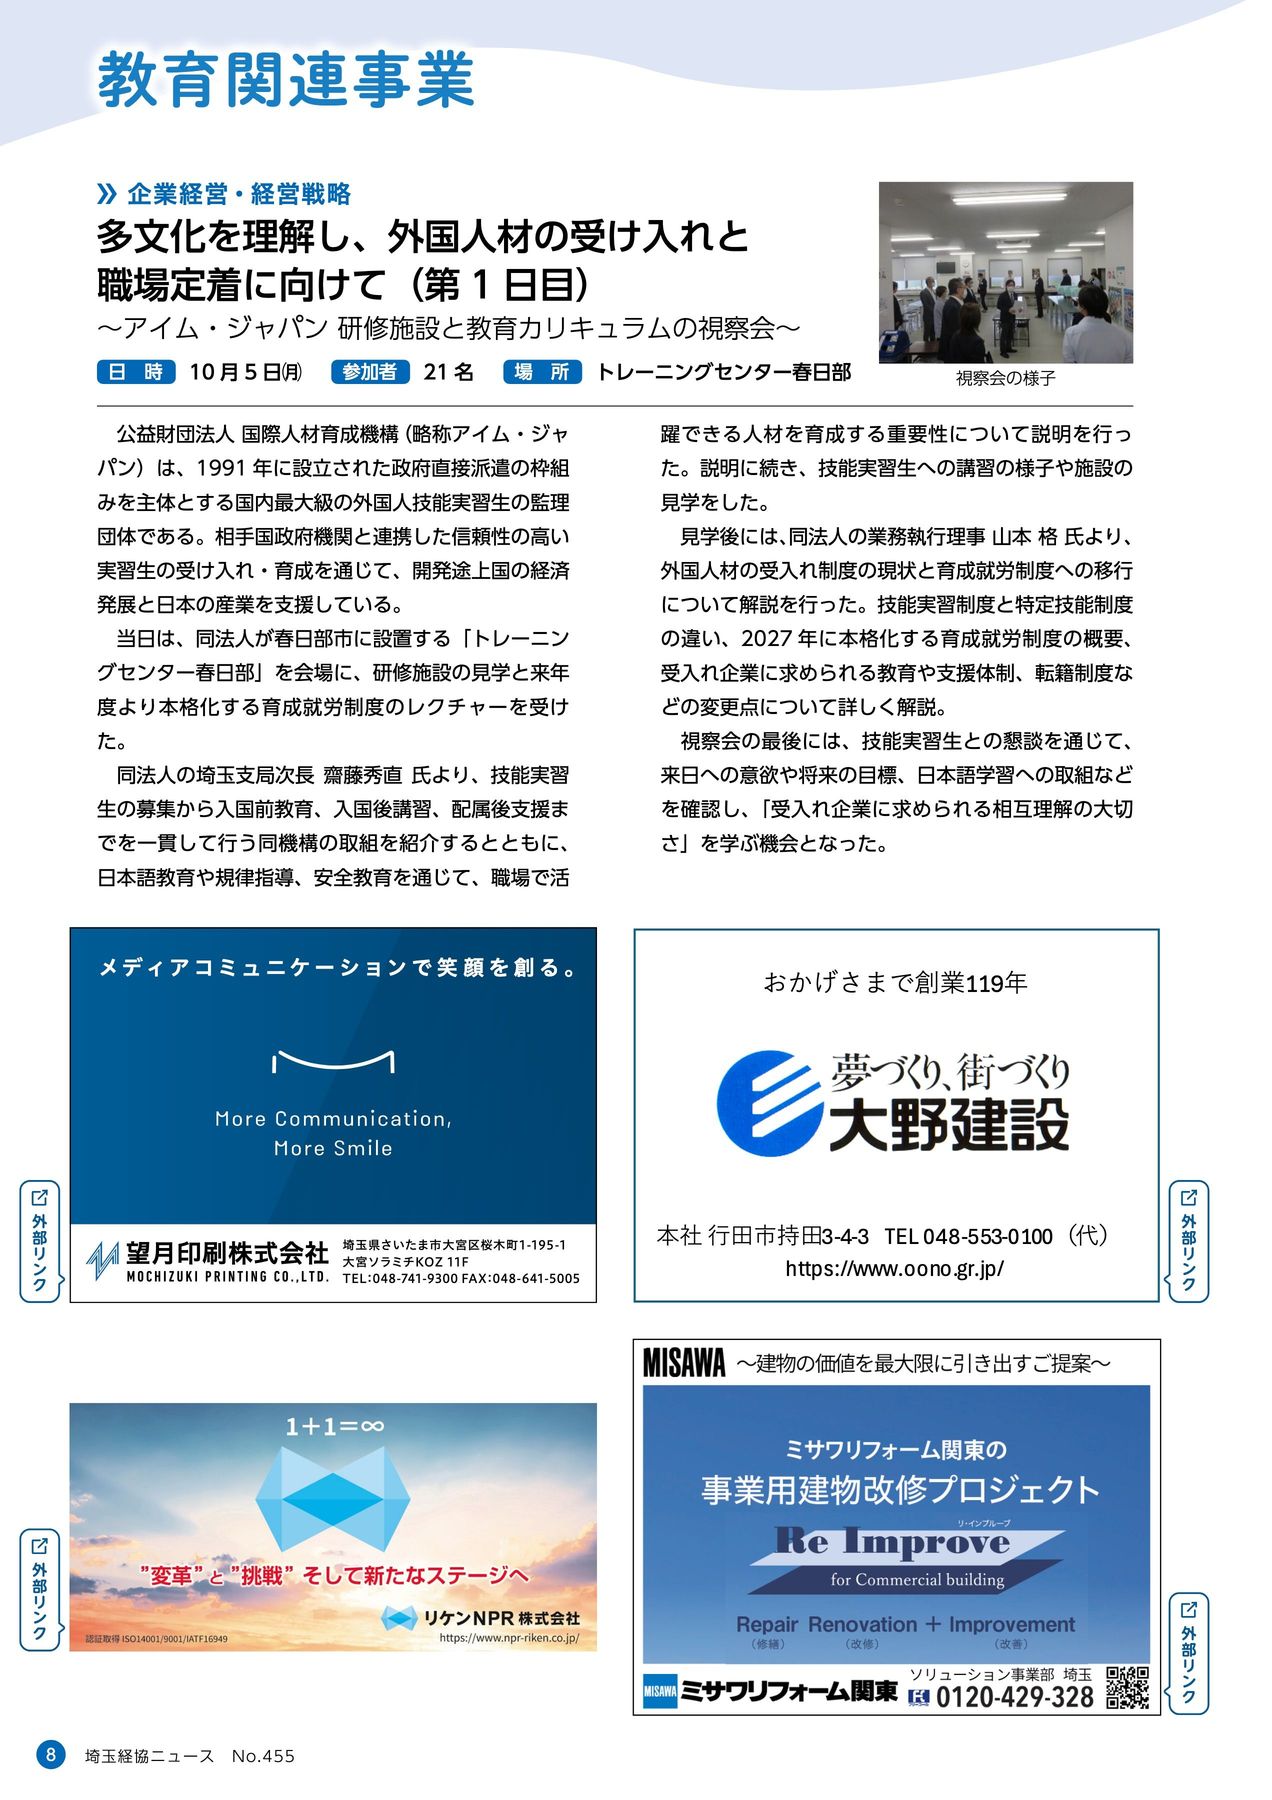 教育関連事業
企業経営・経営戦略
多文化を理解し、外国人材の受け入れと
職場定着に向けて（第1日目）
～アイム・ジャパン 研修施設と教育カリキュラムの視察会～
日 時 10月5日㈪ 参加者 21名 場 所 トレーニングセンター春日部
視察会の様子
公益財団法人 国際人材育成機構（略称アイム・ジャ
パン）は、1991年に設立された政府直接派遣の枠組
みを主体とする国内最大級の外国人技能実習生の監理
団体である。相手国政府機関と連携した信頼性の高い
実習生の受け入れ・育成を通じて、開発途上国の経済
発展と日本の産業を支援している。
当日は、同法人が春日部市に設置する「トレーニン
グセンター春日部」を会場に、研修施設の見学と来年
度より本格化する育成就労制度のレクチャーを受け
た。
同法人の埼玉支局次長 齋藤秀直 氏より、技能実習
生の募集から入国前教育、入国後講習、配属後支援ま
でを一貫して行う同機構の取組を紹介するとともに、
日本語教育や規律指導、安全教育を通じて、職場で活
躍できる人材を育成する重要性について説明を行っ
た。説明に続き、技能実習生への講習の様子や施設の
見学をした。
見学後には、同法人の業務執行理事 山本 格 氏より、
外国人材の受入れ制度の現状と育成就労制度への移行
について解説を行った。技能実習制度と特定技能制度
の違い、2027年に本格化する育成就労制度の概要、
受入れ企業に求められる教育や支援体制、転籍制度な
どの変更点について詳しく解説。
視察会の最後には、技能実習生との懇談を通じて、
来日への意欲や将来の目標、日本語学習への取組など
を確認し、「受入れ企業に求められる相互理解の大切
さ」を学ぶ機会となった。
メディアコミュニケーションで笑顔を創る。
More Communication,
More Smile
望月印刷株式会社
MOCHIZUKI PRINTING CO.,LTD.
埼玉県さいたま市大宮区桜木町1-195-1
大宮ソラミチKOZ 11F
TEL:048-741-9300 FAX:048-641-5005
外部リンク
おかげさまで創業119年
夢づくり、街づくり
大野建設
本社 行田市持田3-4-3 TEL 048-553-0100（代）
https://www.oono.gr.jp/
外部リンク
1+1=∞
”変革”と”挑戦” そして新たなステージへ
リケンNPR株式会社
認証取得 ISO14001/9001/IATF16949
https://www.npr-riken.co.jp/
外部リンク
MISAWA ～建物の価値を最大限に引き出すご提案～
ミサワリフォーム関東の
事業用建物改修プロジェクト
リ・インプルーブ
Re Improve
for Commercial building
Repair Renovation + Improvement
（修繕） （改修） （改善）
MISAWA ミサワリフォーム関東
ソリューション事業部 埼玉
0120-429-328
外部リンク
8 埼玉経協ニュース No.455